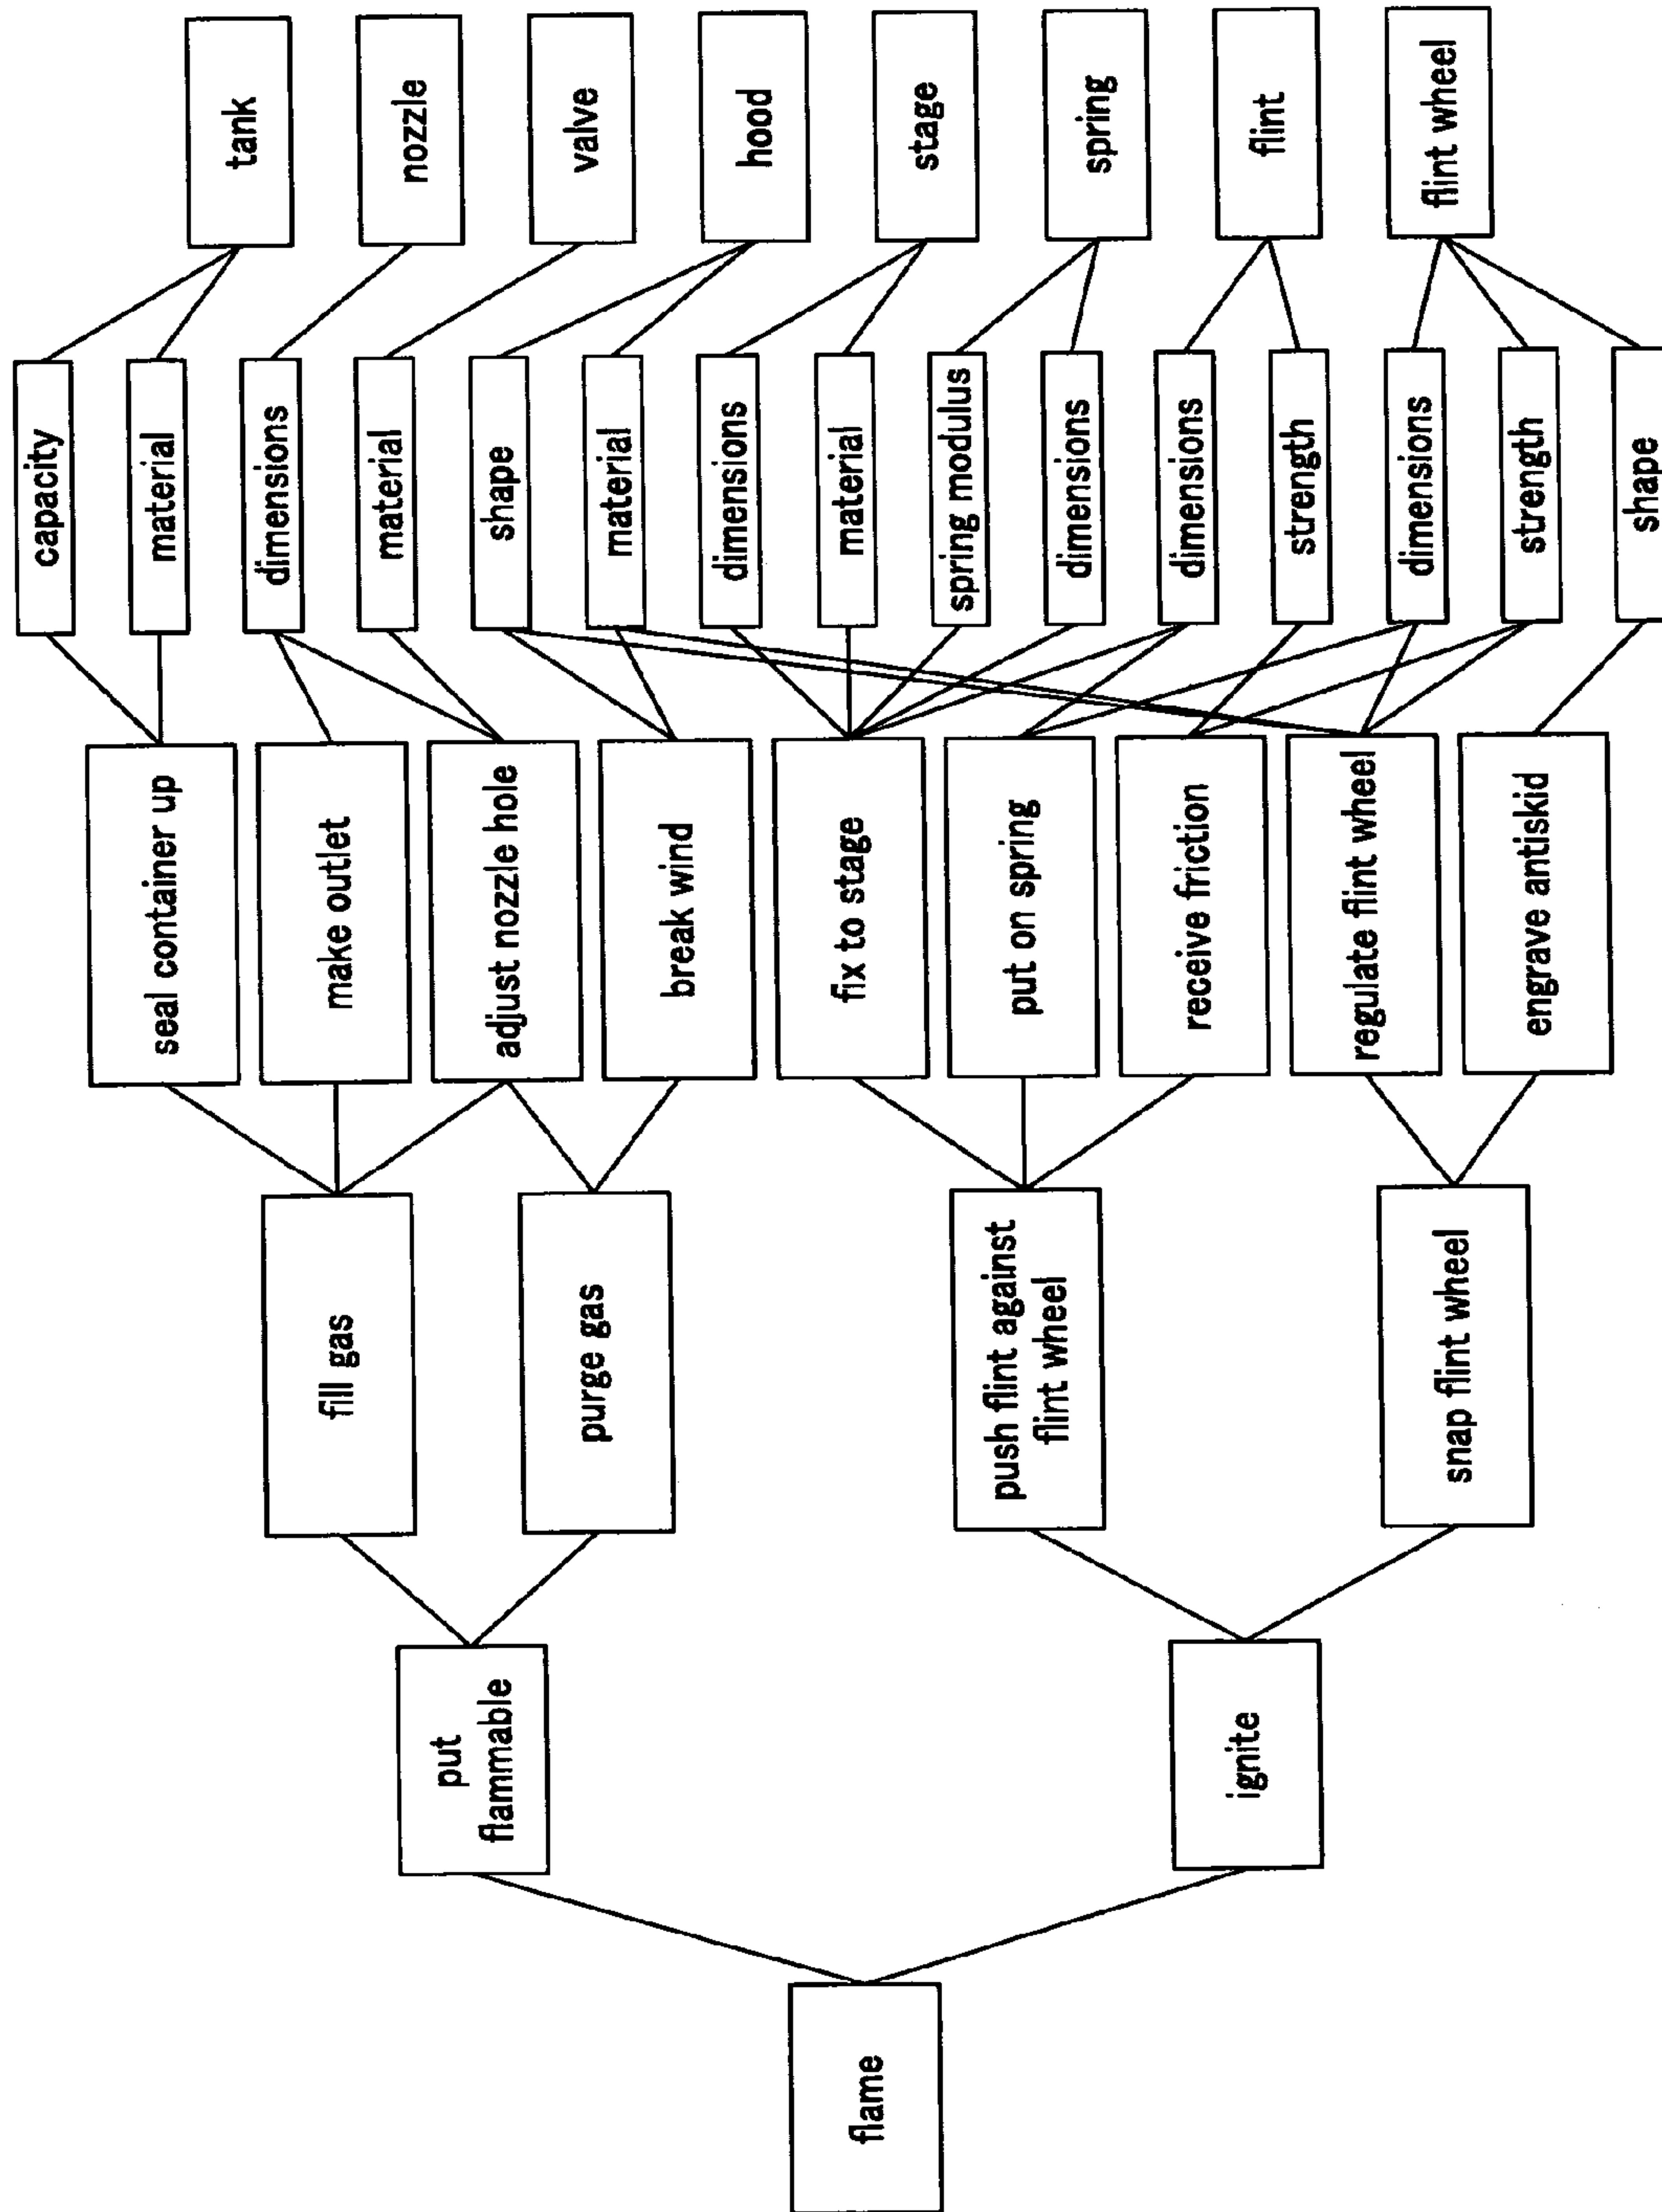 flame
put
flammable
ignite
fill gas
purge gas
push flint against
flint wheel
snap flint wheel
seal container up
make outlet
adjust nozzle hole
break wind
fix to stage
put on spring
receive friction
regulate flint wheel
engrave antiskid
capacity
material
dimensions
material
shape
material
dimensions
material
spring modulus
dimensions
dimensions
strength
dimensions
strength
shape
tank
nozzle
valve
hood
stage
spring
flint
flint wheel